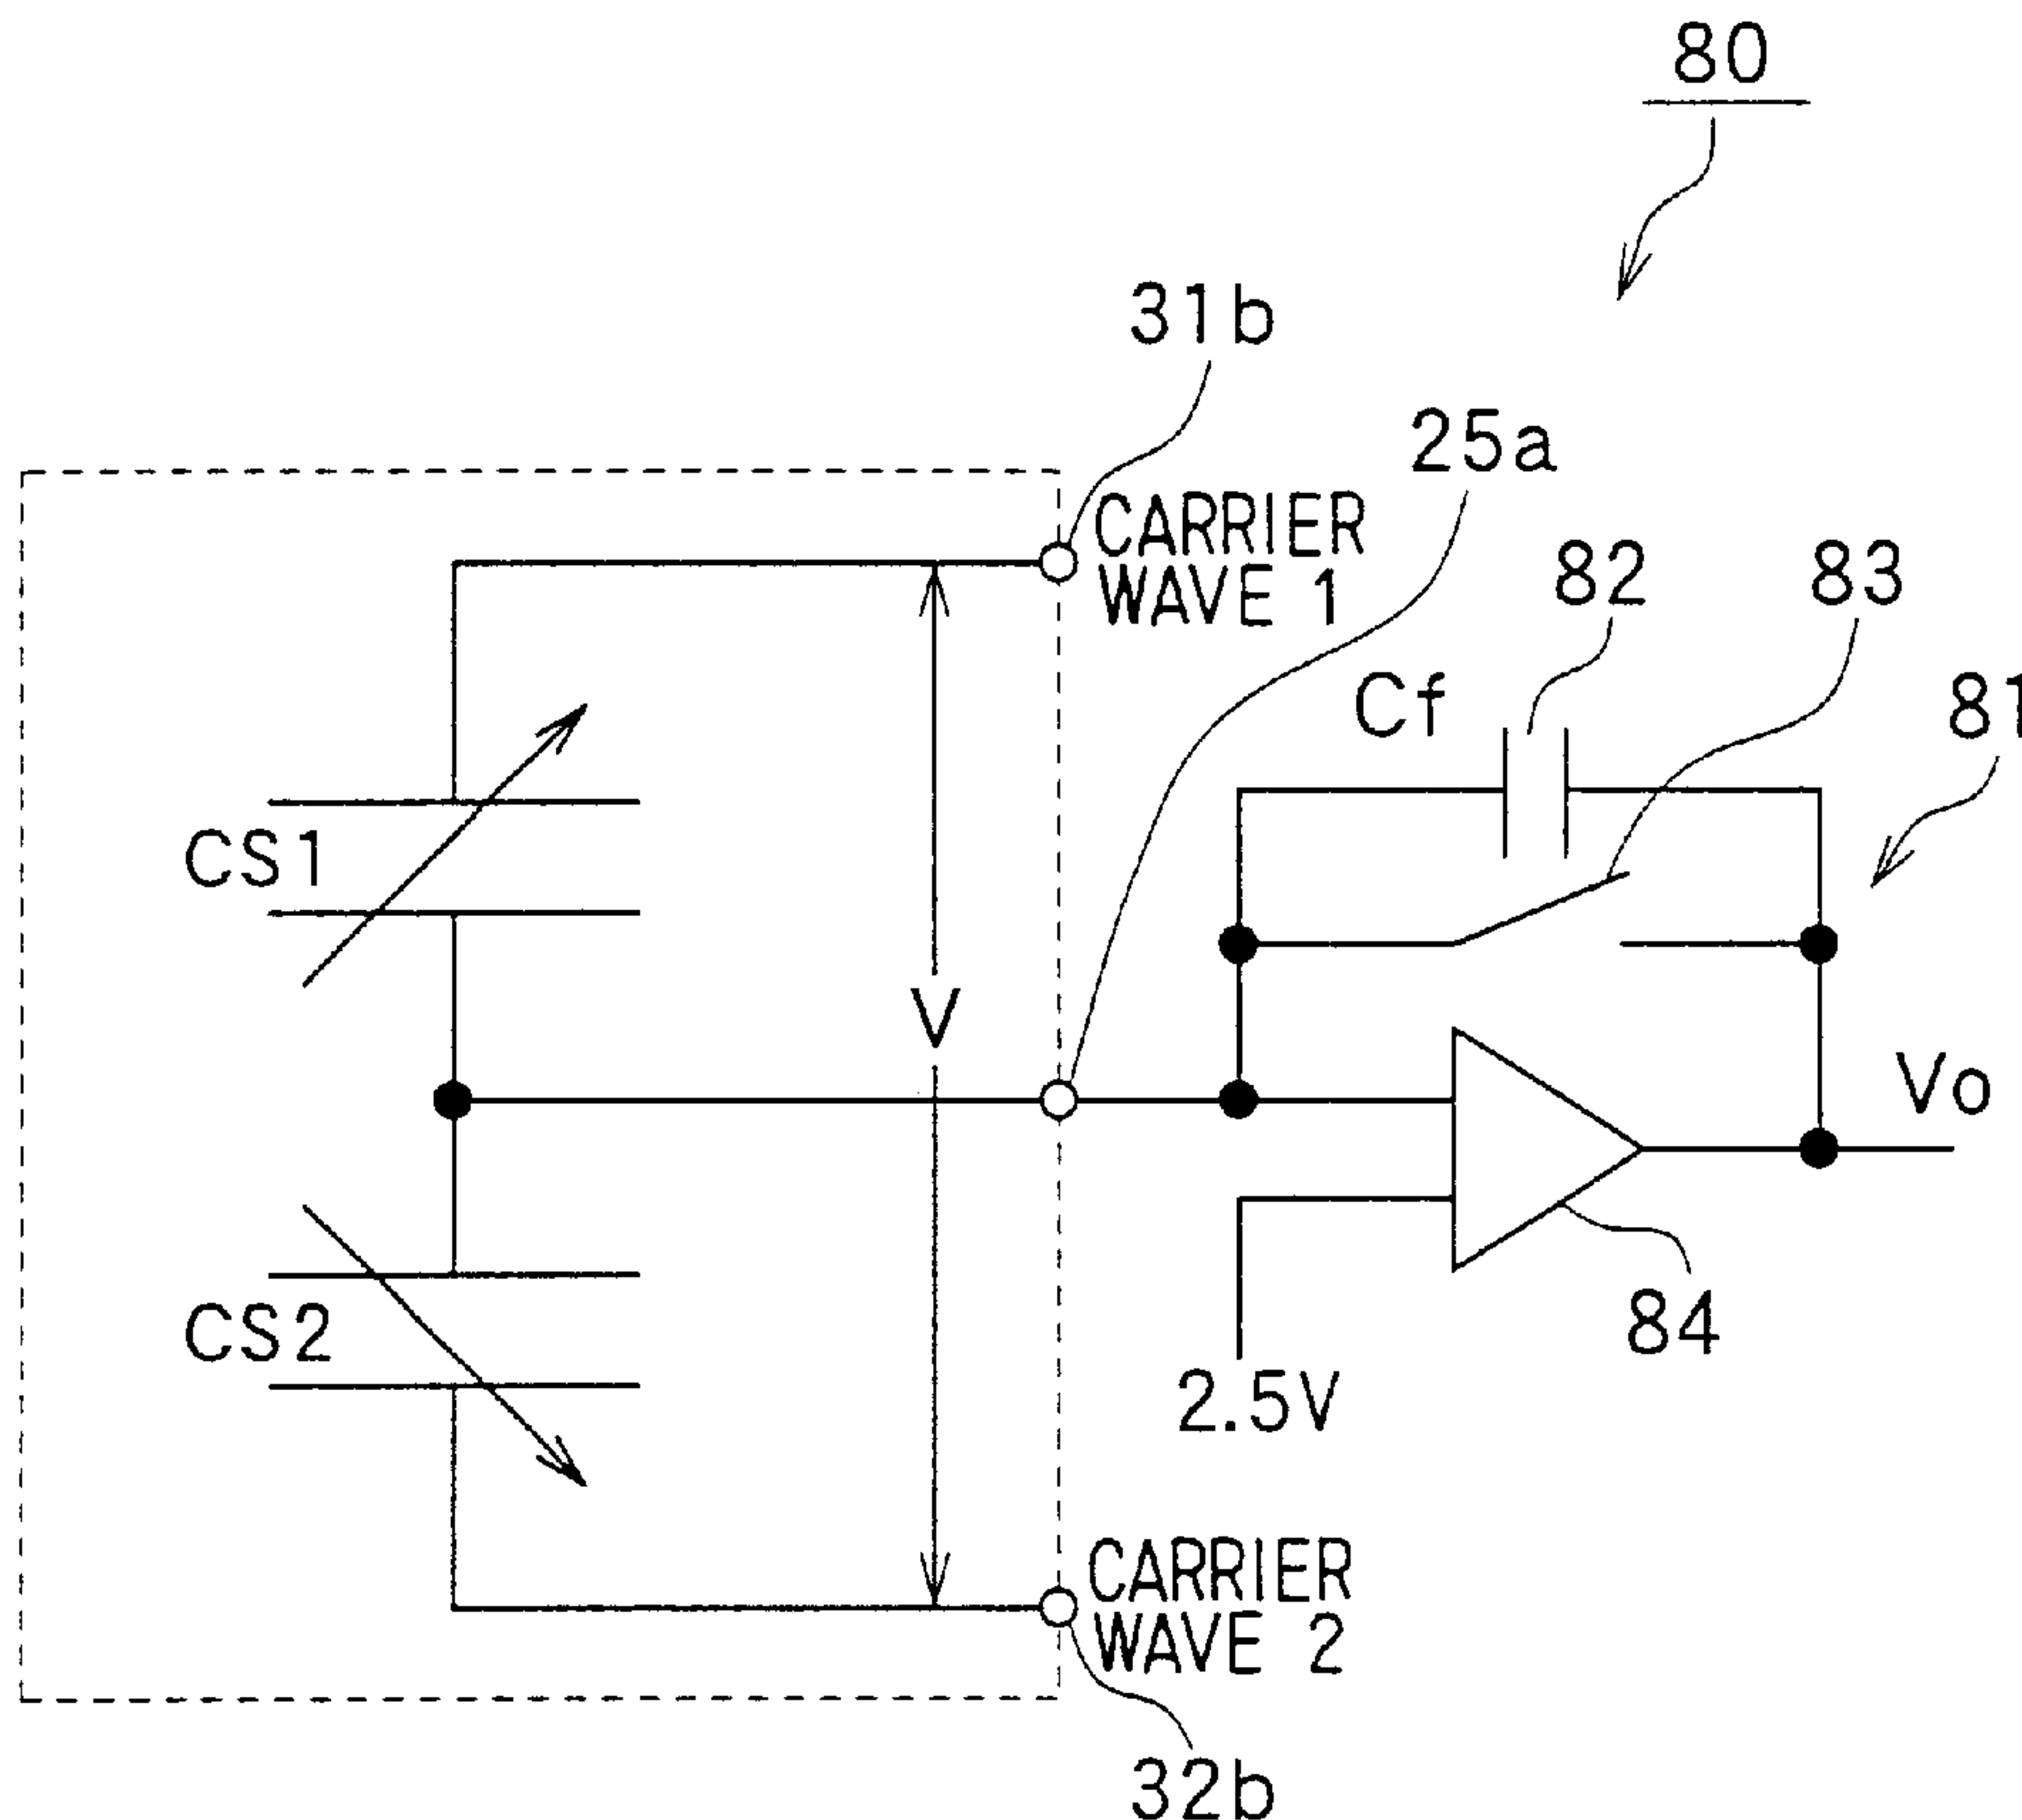 80
31b
25a
CARRIER
WAVE 1
82
83
Cf
81
CS1
V
Vo
CS2
84
2.5V
CARRIER
WAVE 2
32b